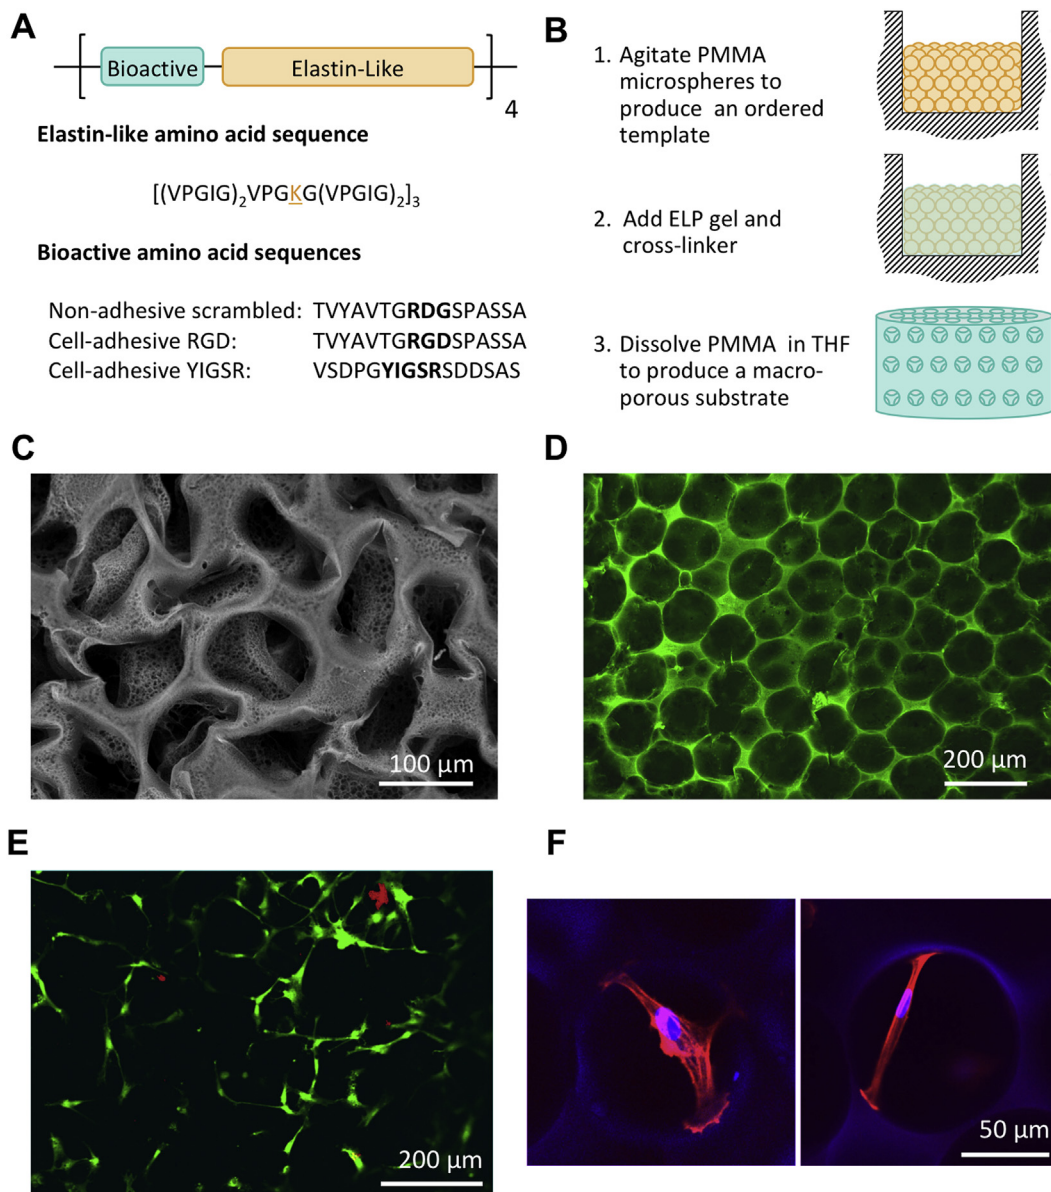 A
Bioactive
Elastin-Like
4
Elastin-like amino acid sequence
[(VPGIG)₂VPGKG(VPGIG)₂]₃
Bioactive amino acid sequences
Non-adhesive scrambled: TVYAVTGRDGSPASSA
Cell-adhesive RGD: TVYAVTGRGDSPASSA
Cell-adhesive YIGSR: VSDPGYIGSRSDDSAS
B
1. Agitate PMMA
microspheres to
produce an ordered
template
2. Add ELP gel and
cross-linker
3. Dissolve PMMA in THF
to produce a macro-
porous substrate
C
100 μm
D
200 μm
E
200 μm
F
50 μm